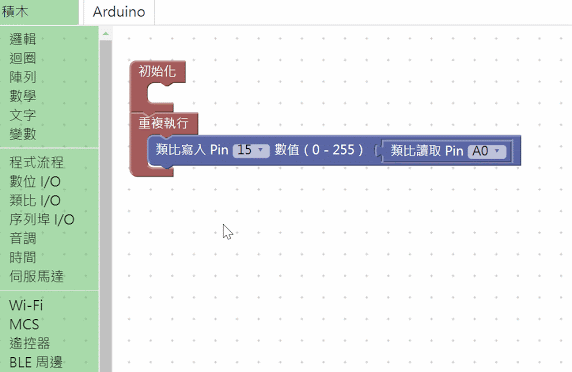 積木 Arduino
邏輯
迴圈
陣列
數學
文字
變數
程式流程
數位 I/O
類比 I/O
序列埠 I/O
音調
時間
伺服馬達
Wi-Fi
MCS
遙控器
BLE 周邊
初始化
重複執行
類比寫入 Pin 15 數值 ( 0 - 255 ) 類比讀取 Pin A0